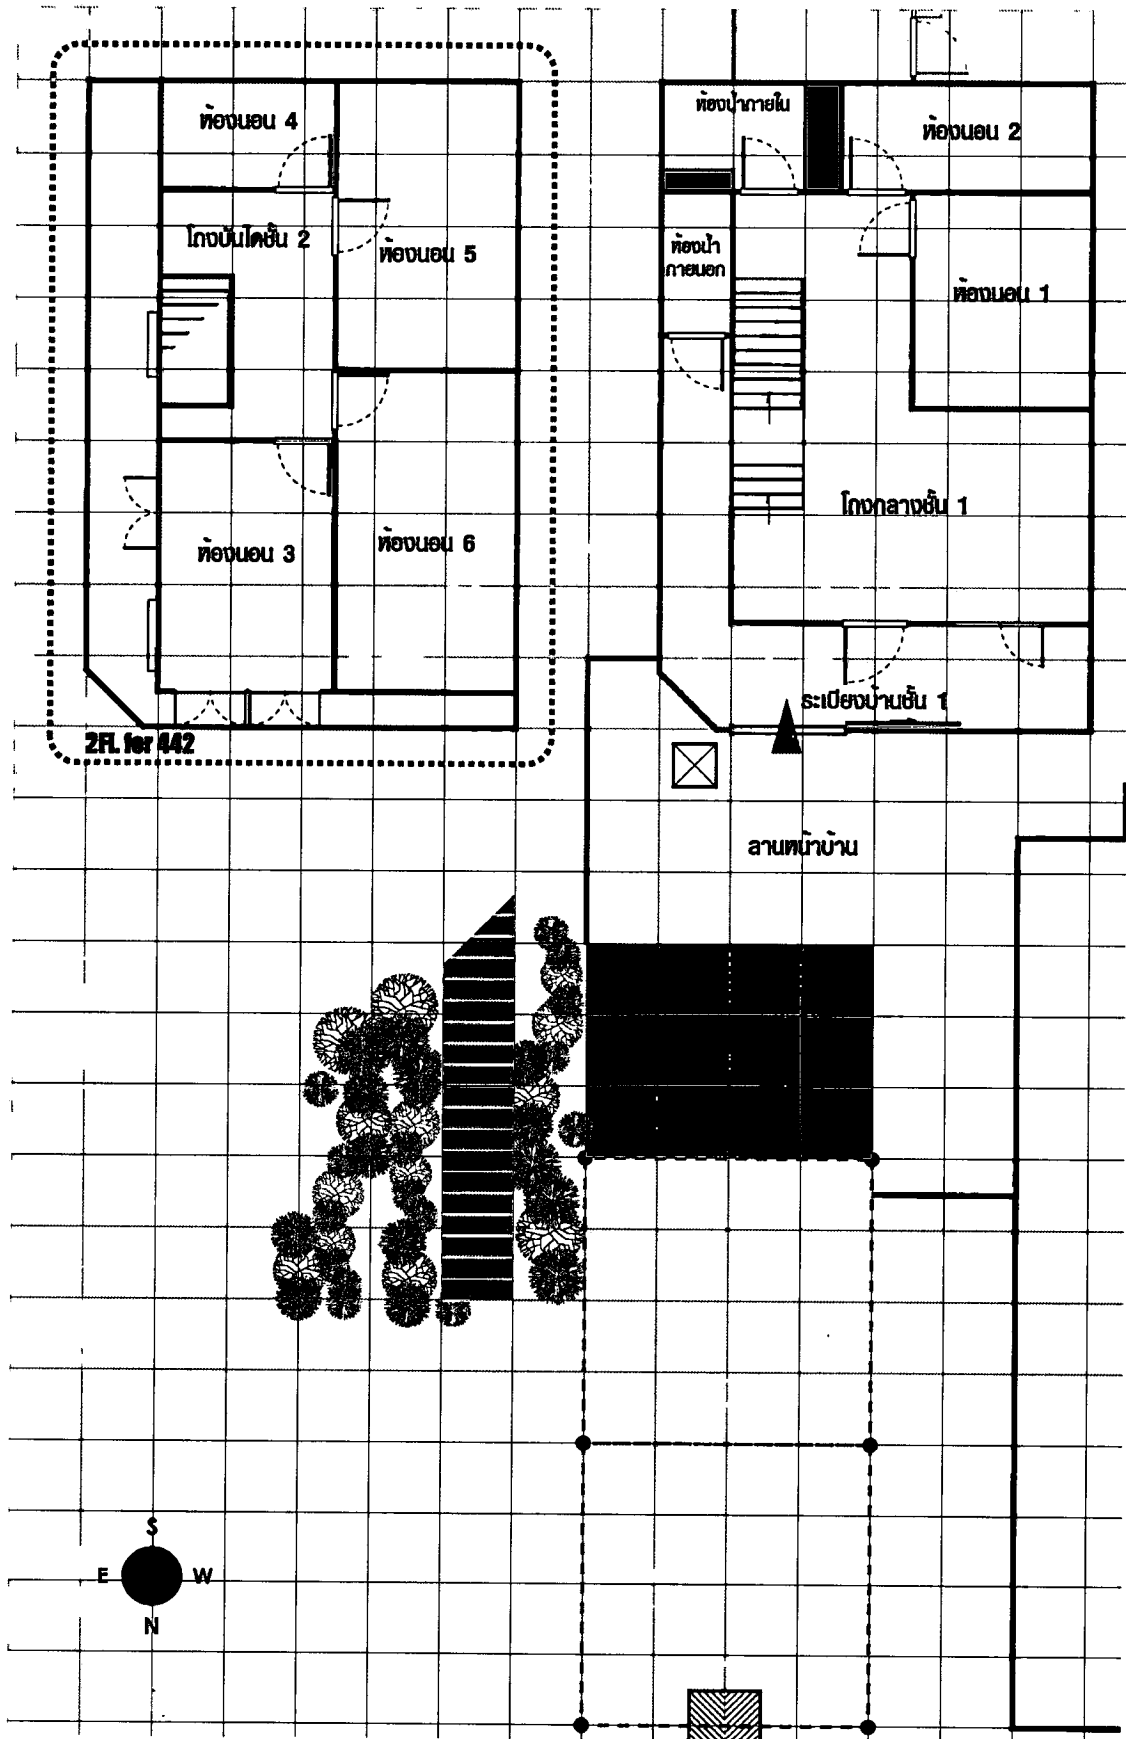 ห้องนอน 4
โถงบันไดชั้น 2
ห้องนอน 5
ห้องนอน 3
ห้องนอน 6
2FL for 442
ห้องน้ำภายใน
ห้องนอน 2
ห้องน้ำ
ภายนอก
ห้องนอน 1
โถงกลางชั้น 1
ระเบียงบ้านชั้น 1
ลานหน้าบ้าน
S
E W
N